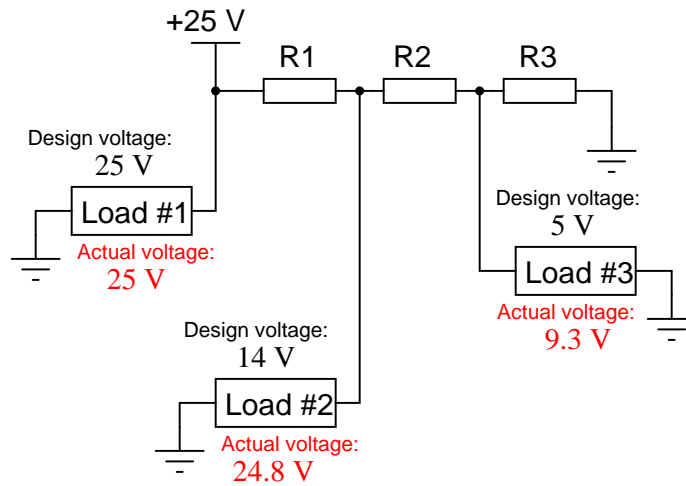 +25 V
R1
R2
R3
Design voltage:
25 V
Load #1
Actual voltage:
25 V
Design voltage:
5 V
Load #3
Actual voltage:
9.3 V
Design voltage:
14 V
Load #2
Actual voltage:
24.8 V